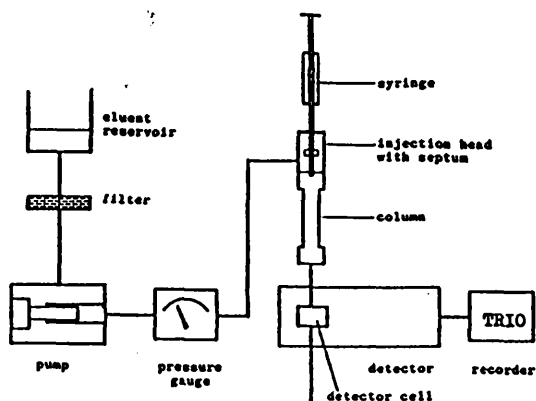 syringe
eluent
reservoir
injection head
with septum
filter
column
TRIO
pump
pressure
gauge
detector
recorder
detector cell